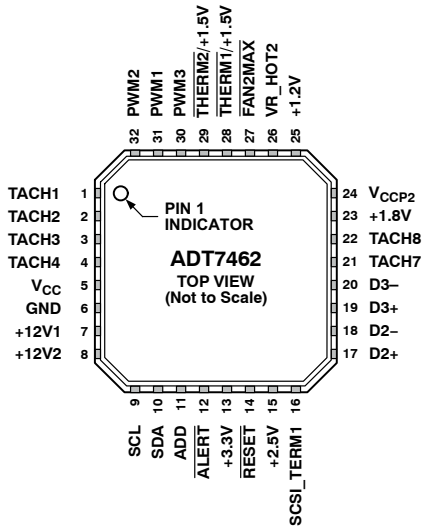 PWM2
PWM1
PWM3
THERM2/+1.5V
THERM1/+1.5V
FAN2MAX
VR_HOT2
+1.2V
32
31
30
29
28
27
26
25
TACH1 1
TACH2 2
TACH3 3
TACH4 4
VCC 5
GND 6
+12V1 7
+12V2 8
PIN 1
INDICATOR
ADT7462
TOP VIEW
(Not to Scale)
24 VCCP2
23 +1.8V
22 TACH8
21 TACH7
20 D3–
19 D3+
18 D2–
17 D2+
9
10
11
12
13
14
15
16
SCL
SDA
ADD
ALERT
+3.3V
RESET
+2.5V
SCSI_TERM1